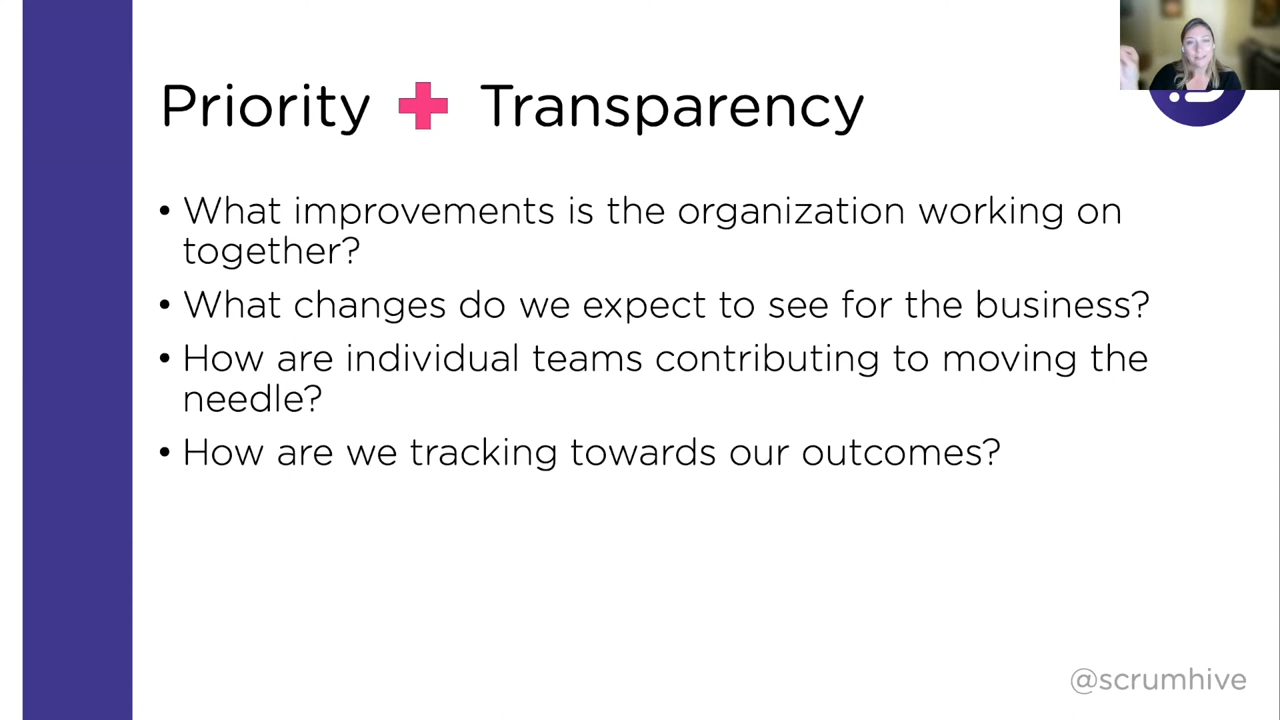 Priority + Transparency
• What improvements is the organization working on
together?
• What changes do we expect to see for the business?
• How are individual teams contributing to moving the
needle?
• How are we tracking towards our outcomes?
@scrumhive